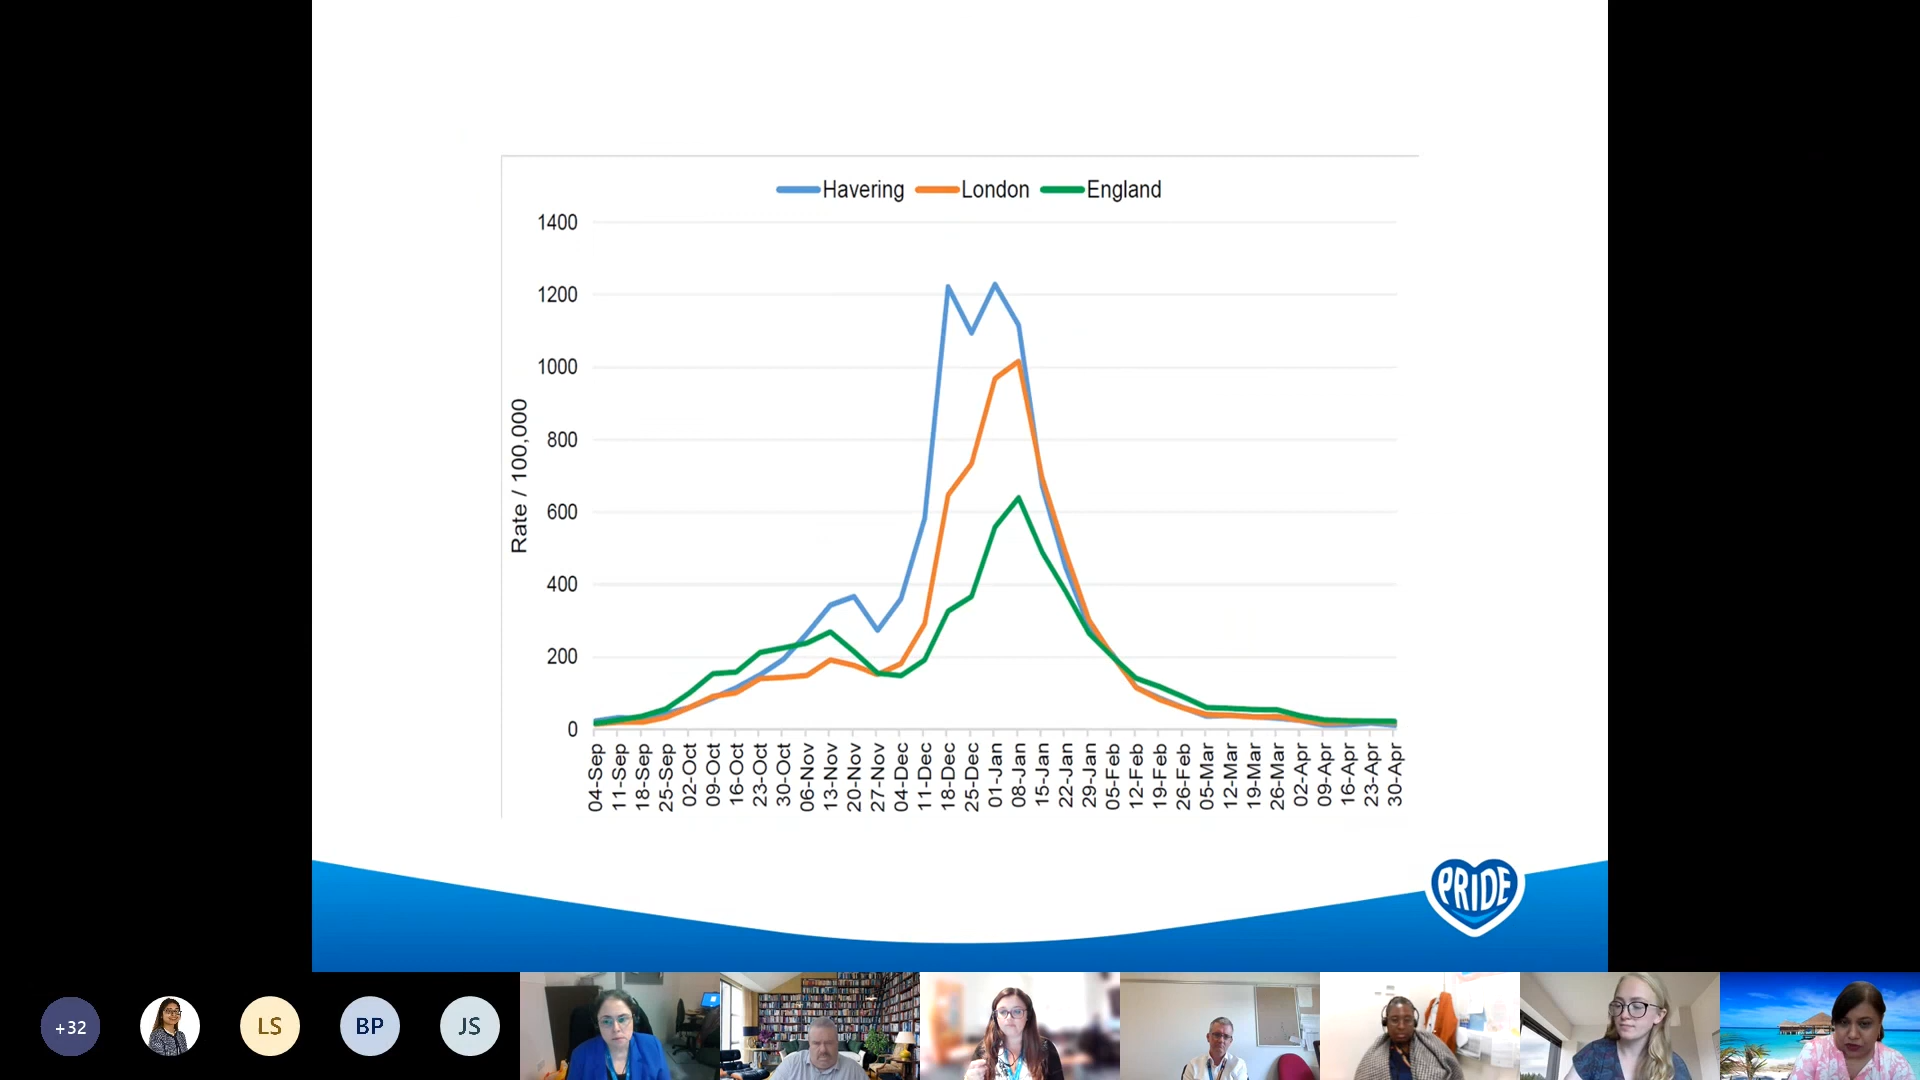 Havering London England
1400
1200
1000
800
600
400
200
0
Rate / 100,000
04-Sep
11-Sep
18-Sep
25-Sep
02-Oct
09-Oct
16-Oct
23-Oct
30-Oct
06-Nov
13-Nov
20-Nov
27-Nov
04-Dec
11-Dec
18-Dec
25-Dec
01-Jan
08-Jan
15-Jan
22-Jan
29-Jan
05-Feb
12-Feb
19-Feb
26-Feb
05-Mar
12-Mar
19-Mar
26-Mar
02-Apr
09-Apr
16-Apr
23-Apr
30-Apr
PRIDE
+32
LS
BP
JS